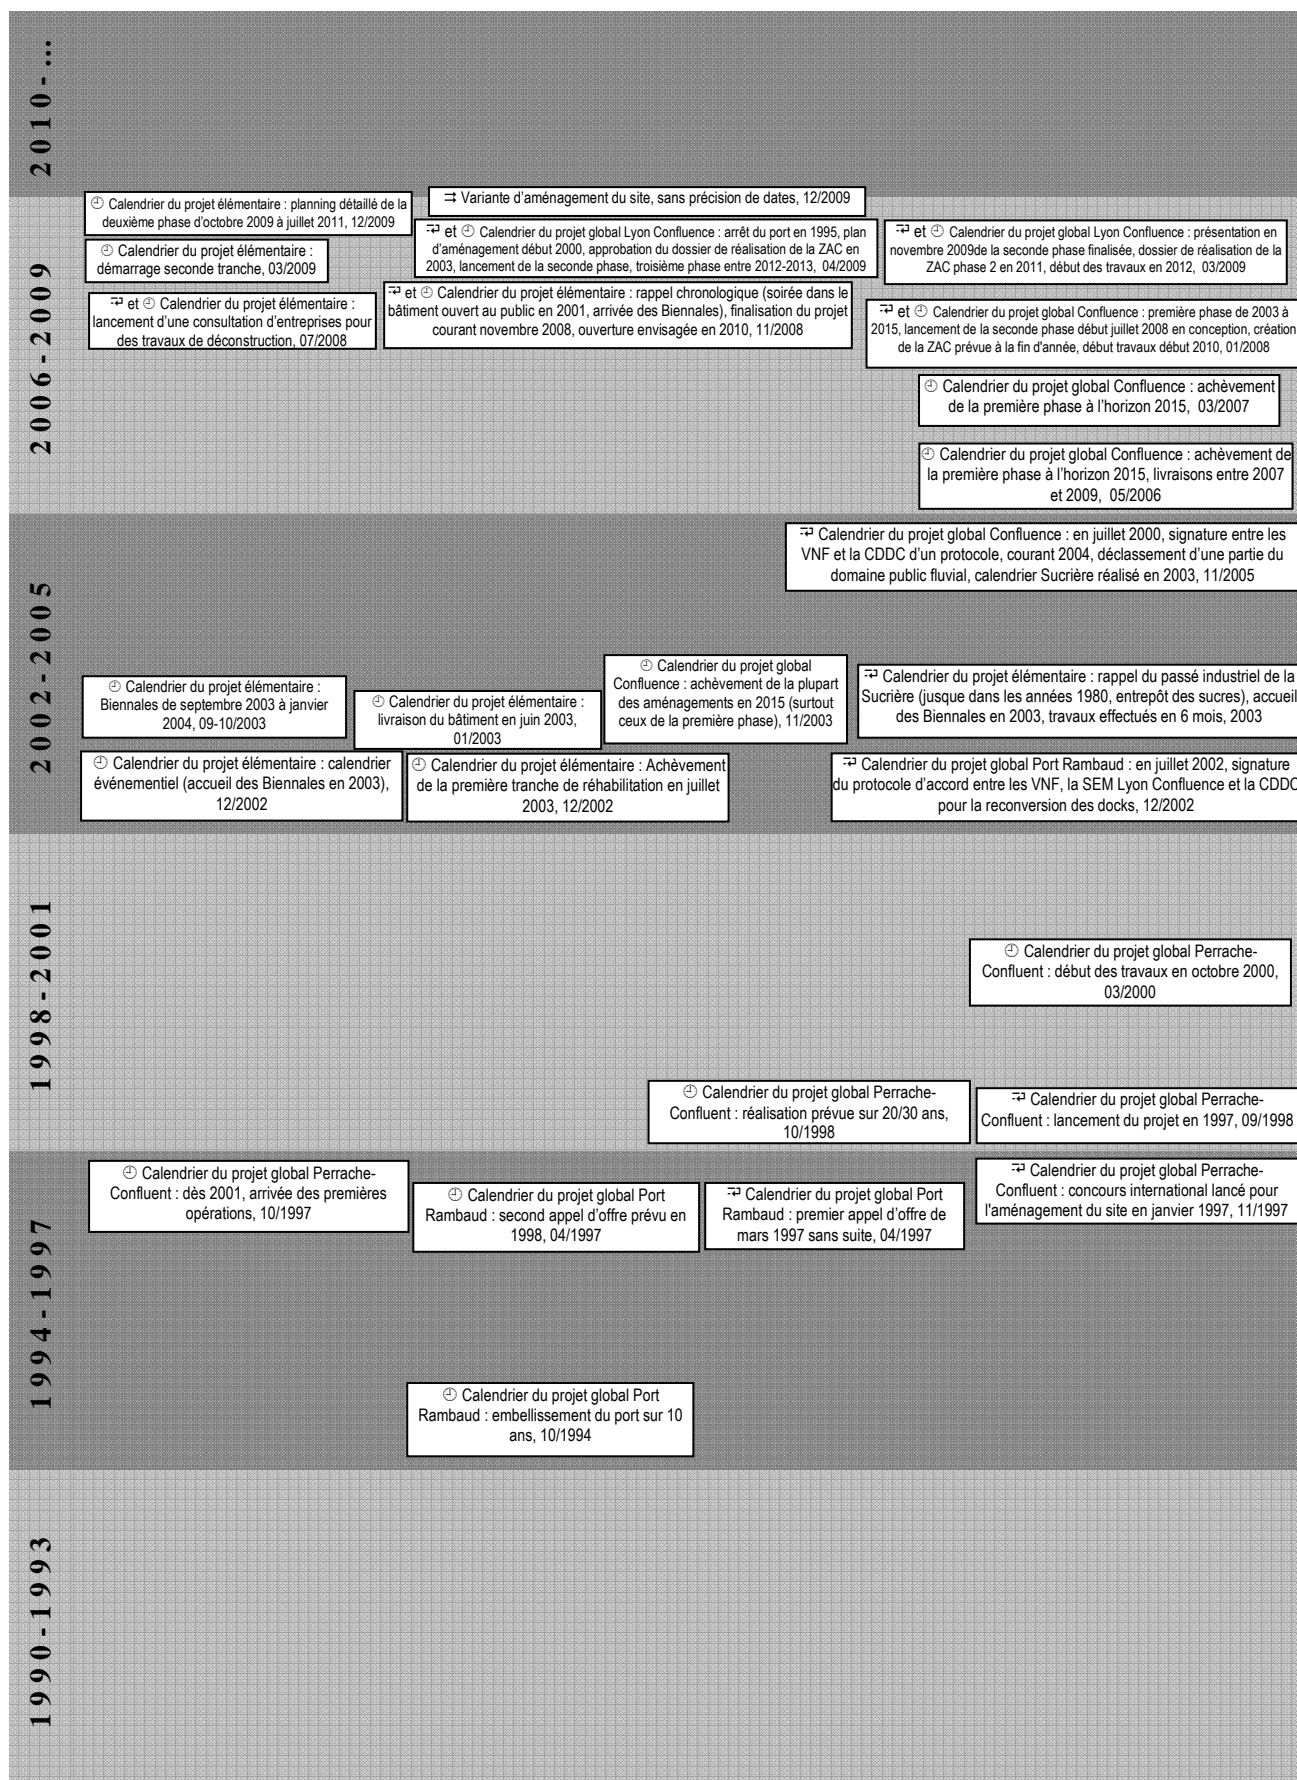 2010-...
🕘 Calendrier du projet élémentaire : planning détaillé de la
deuxième phase d'octobre 2009 à juillet 2011, 12/2009
⇉ Variante d'aménagement du site, sans précision de dates, 12/2009
🕘 Calendrier du projet élémentaire :
démarrage seconde tranche, 03/2009
et 🕘 Calendrier du projet global Lyon Confluence : arrêt du port en 1995, plan
d'aménagement début 2000, approbation du dossier de réalisation de la ZAC en
2003, lancement de la seconde phase, troisième phase entre 2012-2013, 04/2009
et 🕘 Calendrier du projet global Lyon Confluence : présentation en
novembre 2009de la seconde phase finalisée, dossier de réalisation de la
ZAC phase 2 en 2011, début des travaux en 2012, 03/2009
2006-2009
et 🕘 Calendrier du projet élémentaire :
lancement d'une consultation d'entreprises pour
des travaux de déconstruction, 07/2008
et 🕘 Calendrier du projet élémentaire : rappel chronologique (soirée dans le
bâtiment ouvert au public en 2001, arrivée des Biennales), finalisation du projet
courant novembre 2008, ouverture envisagée en 2010, 11/2008
et 🕘 Calendrier du projet global Confluence : première phase de 2003 à
2015, lancement de la seconde phase début juillet 2008 en conception, création
de la ZAC prévue à la fin d'année, début travaux début 2010, 01/2008
🕘 Calendrier du projet global Confluence : achèvement
de la première phase à l'horizon 2015, 03/2007
🕘 Calendrier du projet global Confluence : achèvement de
la première phase à l'horizon 2015, livraisons entre 2007
et 2009, 05/2006
2002-2005
Calendrier du projet global Confluence : en juillet 2000, signature entre les
VNF et la CDDC d'un protocole, courant 2004, déclassement d'une partie du
domaine public fluvial, calendrier Sucrière réalisé en 2003, 11/2005
🕘 Calendrier du projet élémentaire :
Biennales de septembre 2003 à janvier
2004, 09-10/2003
🕘 Calendrier du projet élémentaire :
livraison du bâtiment en juin 2003,
01/2003
🕘 Calendrier du projet global
Confluence : achèvement de la plupart
des aménagements en 2015 (surtout
ceux de la première phase), 11/2003
Calendrier du projet élémentaire : rappel du passé industriel de la
Sucrière (jusque dans les années 1980, entrepôt des sucres), accueil
des Biennales en 2003, travaux effectués en 6 mois, 2003
🕘 Calendrier du projet élémentaire : calendrier
événementiel (accueil des Biennales en 2003),
12/2002
🕘 Calendrier du projet élémentaire : Achèvement
de la première tranche de réhabilitation en juillet
2003, 12/2002
Calendrier du projet global Port Rambaud : en juillet 2002, signature
du protocole d'accord entre les VNF, la SEM Lyon Confluence et la CDDC
pour la reconversion des docks, 12/2002
1998-2001
🕘 Calendrier du projet global Perrache-
Confluent : début des travaux en octobre 2000,
03/2000
🕘 Calendrier du projet global Perrache-
Confluent : réalisation prévue sur 20/30 ans,
10/1998
Calendrier du projet global Perrache-
Confluent : lancement du projet en 1997, 09/1998
1994-1997
🕘 Calendrier du projet global Perrache-
Confluent : dès 2001, arrivée des premières
opérations, 10/1997
🕘 Calendrier du projet global Port
Rambaud : second appel d'offre prévu en
1998, 04/1997
Calendrier du projet global Port
Rambaud : premier appel d'offre de
mars 1997 sans suite, 04/1997
Calendrier du projet global Perrache-
Confluent : concours international lancé pour
l'aménagement du site en janvier 1997, 11/1997
🕘 Calendrier du projet global Port
Rambaud : embellissement du port sur 10
ans, 10/1994
1990-1993